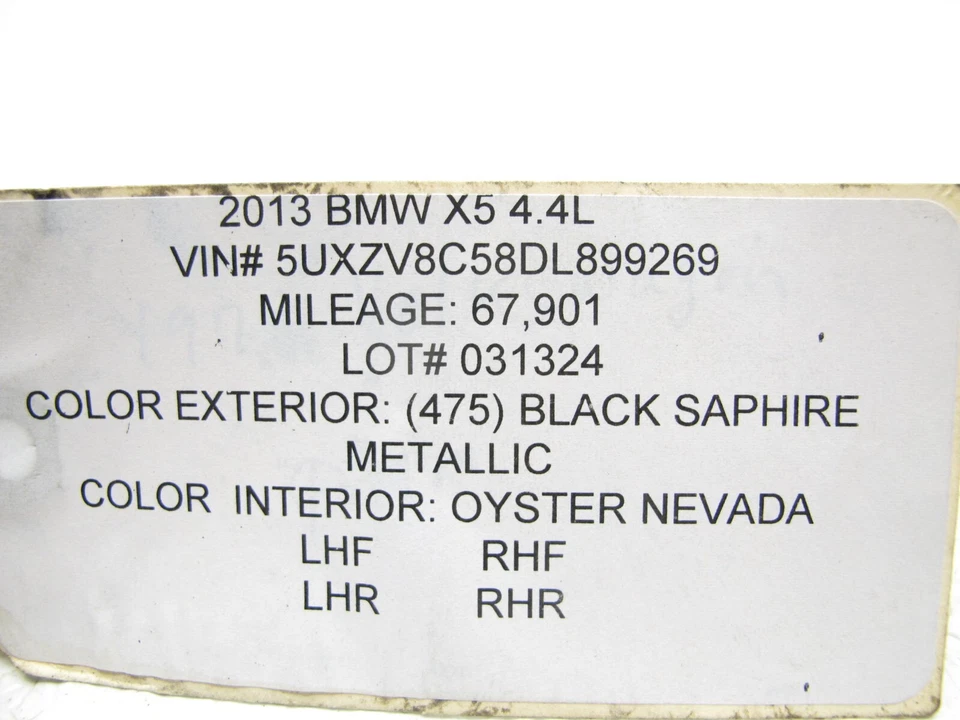 2013 BMW X5 4.4L
VIN# 5UXZV8C58DL899269
MILEAGE: 67,901
LOT# 031324
COLOR EXTERIOR: (475) BLACK SAPHIRE
METALLIC
COLOR INTERIOR: OYSTER NEVADA
LHF RHF
LHR RHR